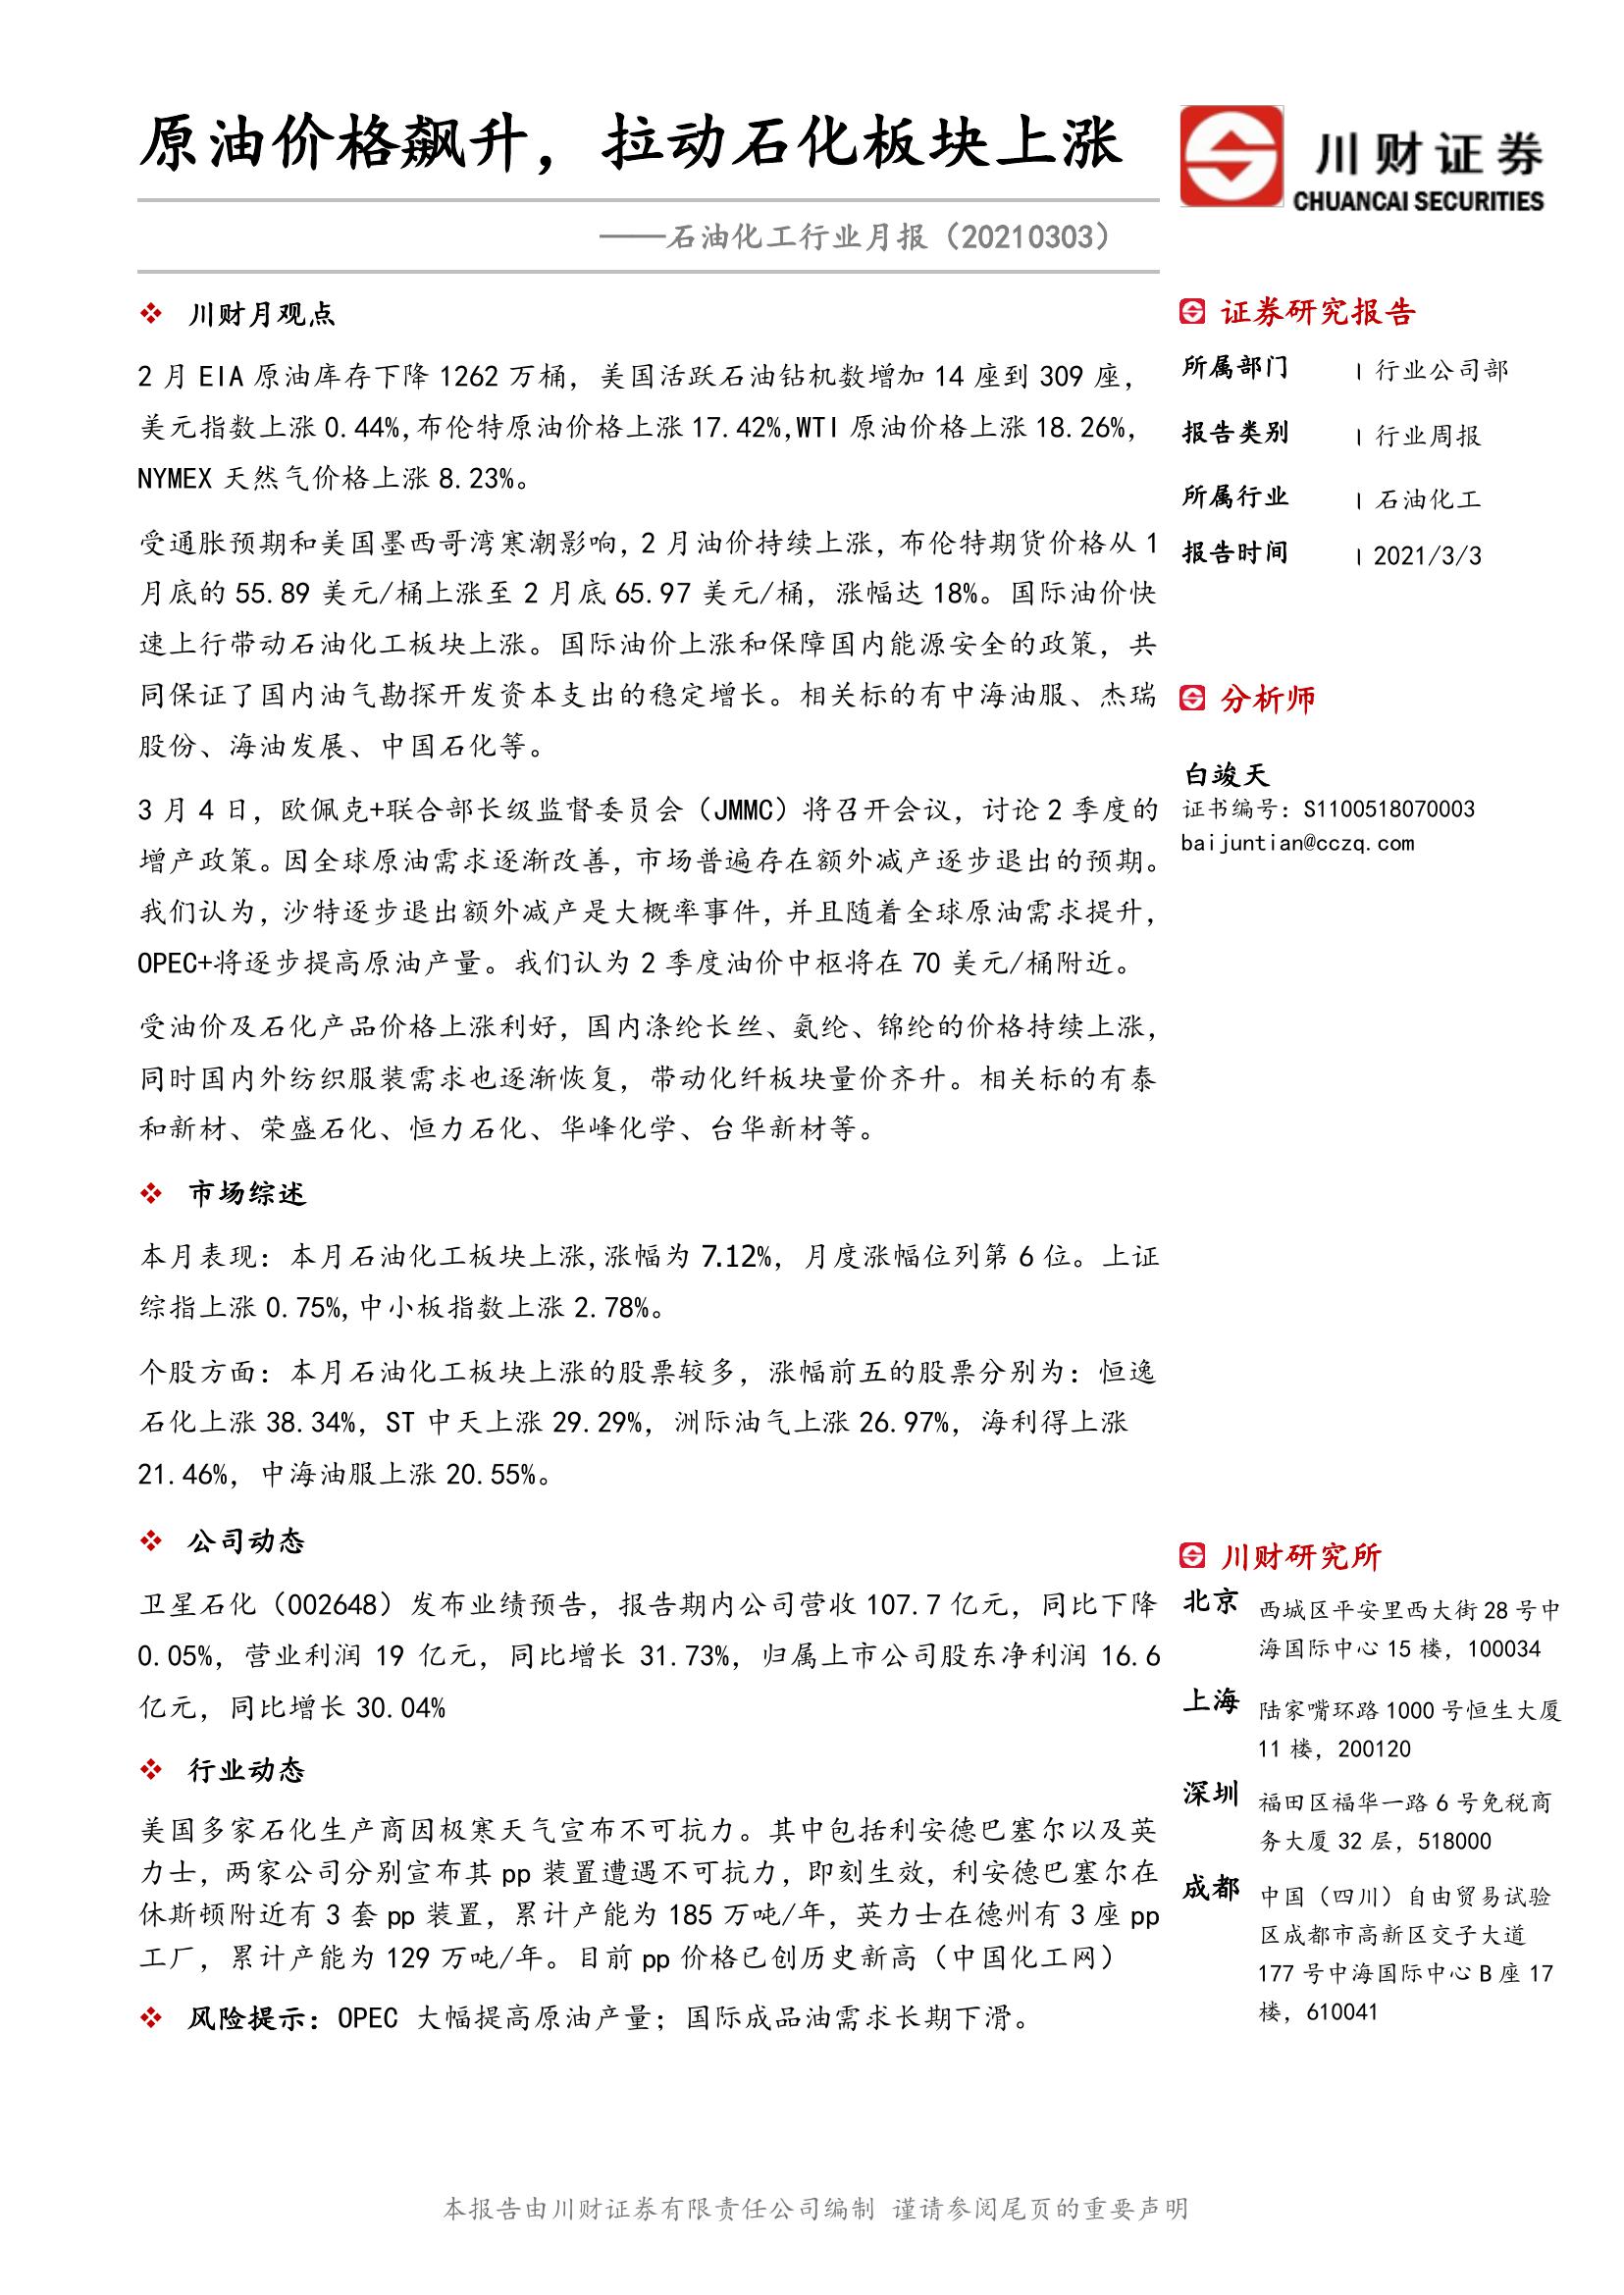 原油价格飙升，拉动石化板块上涨
——石油化工行业月报（20210303）
川财证券
CHUANCAI SECURITIES
❖ 川财月观点
2 月 EIA 原油库存下降 1262 万桶，美国活跃石油钻机数增加 14 座到 309 座，
美元指数上涨 0.44%,布伦特原油价格上涨 17.42%,WTI 原油价格上涨 18.26%，
NYMEX 天然气价格上涨 8.23%。
受通胀预期和美国墨西哥湾寒潮影响，2 月油价持续上涨，布伦特期货价格从 1
月底的 55.89 美元/桶上涨至 2 月底 65.97 美元/桶，涨幅达 18%。国际油价快
速上行带动石油化工板块上涨。国际油价上涨和保障国内能源安全的政策，共
同保证了国内油气勘探开发资本支出的稳定增长。相关标的有中海油服、杰瑞
股份、海油发展、中国石化等。
3 月 4 日，欧佩克+联合部长级监督委员会（JMMC）将召开会议，讨论 2 季度的
增产政策。因全球原油需求逐渐改善，市场普遍存在额外减产逐步退出的预期。
我们认为，沙特逐步退出额外减产是大概率事件，并且随着全球原油需求提升，
OPEC+将逐步提高原油产量。我们认为 2 季度油价中枢将在 70 美元/桶附近。
受油价及石化产品价格上涨利好，国内涤纶长丝、氨纶、锦纶的价格持续上涨，
同时国内外纺织服装需求也逐渐恢复，带动化纤板块量价齐升。相关标的有泰
和新材、荣盛石化、恒力石化、华峰化学、台华新材等。
❖ 市场综述
本月表现：本月石油化工板块上涨,涨幅为 7.12%，月度涨幅位列第 6 位。上证
综指上涨 0.75%,中小板指数上涨 2.78%。
个股方面：本月石油化工板块上涨的股票较多，涨幅前五的股票分别为：恒逸
石化上涨 38.34%，ST 中天上涨 29.29%，洲际油气上涨 26.97%，海利得上涨
21.46%，中海油服上涨 20.55%。
❖ 公司动态
卫星石化（002648）发布业绩预告，报告期内公司营收 107.7 亿元，同比下降
0.05%，营业利润 19 亿元，同比增长 31.73%，归属上市公司股东净利润 16.6
亿元，同比增长 30.04%
❖ 行业动态
美国多家石化生产商因极寒天气宣布不可抗力。其中包括利安德巴塞尔以及英
力士，两家公司分别宣布其 pp 装置遭遇不可抗力，即刻生效，利安德巴塞尔在
休斯顿附近有 3 套 pp 装置，累计产能为 185 万吨/年，英力士在德州有 3 座 pp
工厂，累计产能为 129 万吨/年。目前 pp 价格已创历史新高（中国化工网）
❖ 风险提示：OPEC 大幅提高原油产量；国际成品油需求长期下滑。
证券研究报告
所属部门 | 行业公司部
报告类别 | 行业周报
所属行业 | 石油化工
报告时间 | 2021/3/3
分析师
白竣天
证书编号：S1100518070003
baijuntian@cczq.com
川财研究所
北京 西城区平安里西大街 28 号中
海国际中心 15 楼，100034
上海 陆家嘴环路 1000 号恒生大厦
11 楼，200120
深圳 福田区福华一路 6 号免税商
务大厦 32 层，518000
成都 中国（四川）自由贸易试验
区成都市高新区交子大道
177 号中海国际中心 B 座 17
楼，610041
本报告由川财证券有限责任公司编制 谨请参阅尾页的重要声明